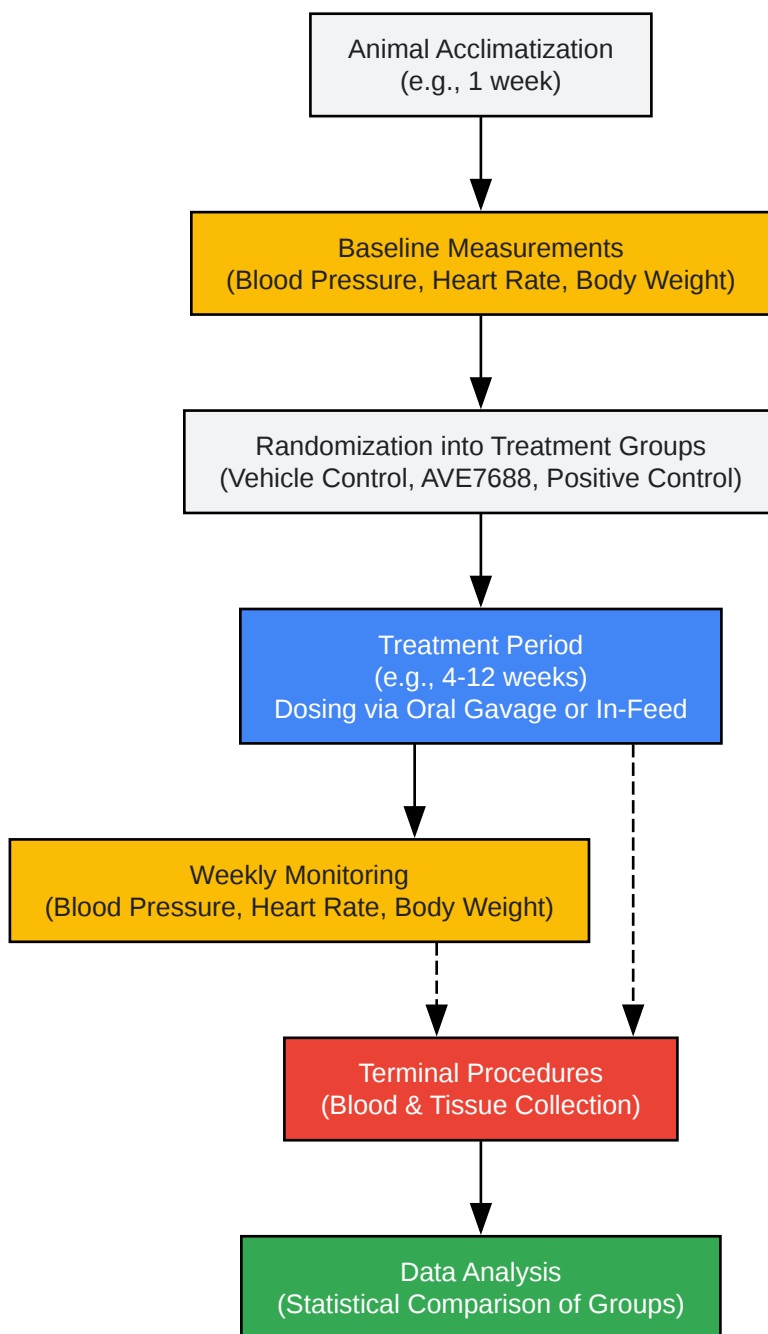 Animal Acclimatization
(e.g., 1 week)
Baseline Measurements
(Blood Pressure, Heart Rate, Body Weight)
Randomization into Treatment Groups
(Vehicle Control, AVE7688, Positive Control)
Treatment Period
(e.g., 4-12 weeks)
Dosing via Oral Gavage or In-Feed
Weekly Monitoring
(Blood Pressure, Heart Rate, Body Weight)
Terminal Procedures
(Blood & Tissue Collection)
Data Analysis
(Statistical Comparison of Groups)